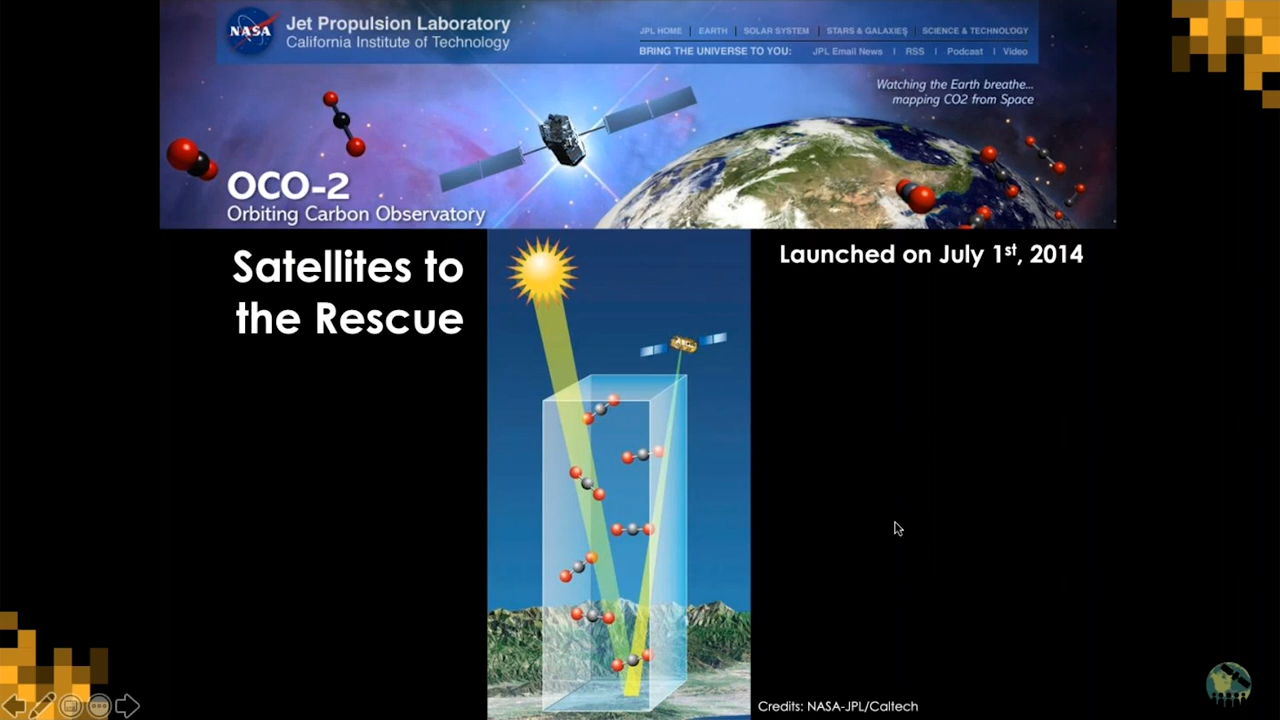 NASA
Jet Propulsion Laboratory
California Institute of Technology
JPL HOME | EARTH | SOLAR SYSTEM | STARS & GALAXIES | SCIENCE & TECHNOLOGY
BRING THE UNIVERSE TO YOU: JPL Email News | RSS | Podcast | Video
Watching the Earth breathe...
mapping CO2 from Space
OCO-2
Orbiting Carbon Observatory
Satellites to
the Rescue
Launched on July 1st, 2014
Credits: NASA-JPL/Caltech